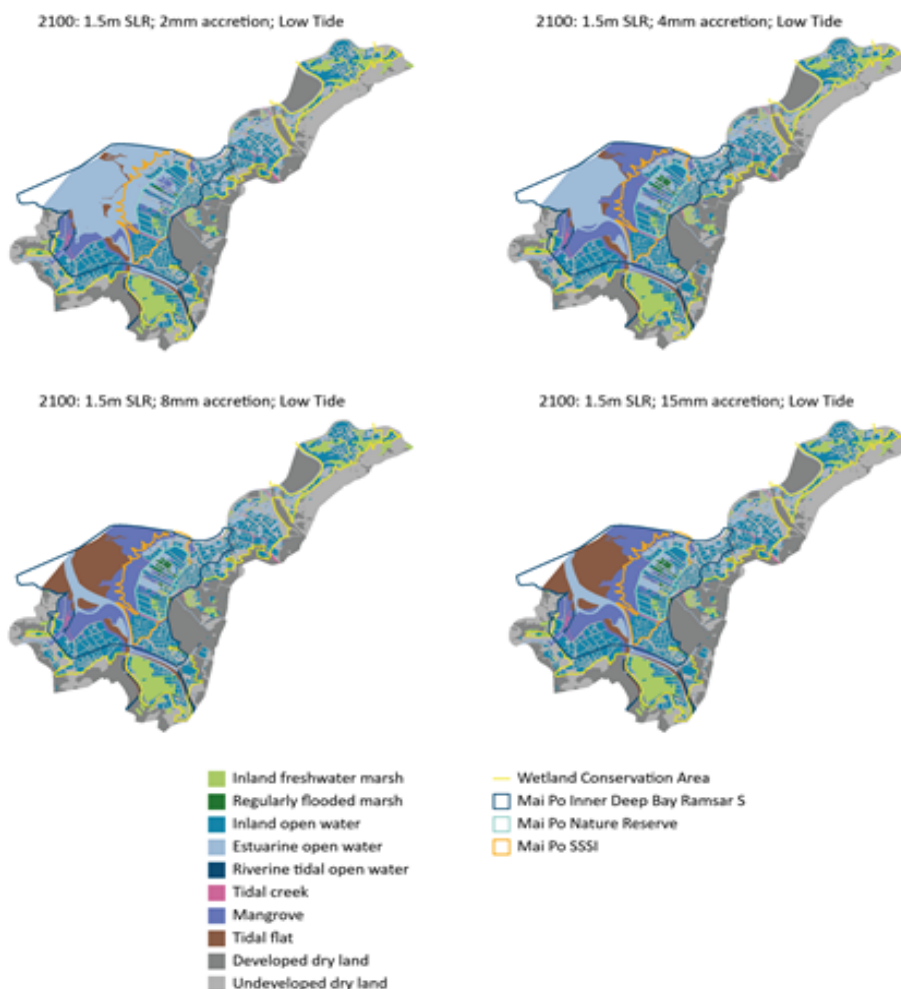 2100: 1.5m SLR; 2mm accretion; Low Tide
2100: 1.5m SLR; 4mm accretion; Low Tide
2100: 1.5m SLR; 8mm accretion; Low Tide
2100: 1.5m SLR; 15mm accretion; Low Tide
Inland freshwater marsh
Regularly flooded marsh
Inland open water
Estuarine open water
Riverine tidal open water
Tidal creek
Mangrove
Tidal flat
Developed dry land
Undeveloped dry land
Wetland Conservation Area
Mai Po Inner Deep Bay Ramsar S
Mai Po Nature Reserve
Mai Po SSSI